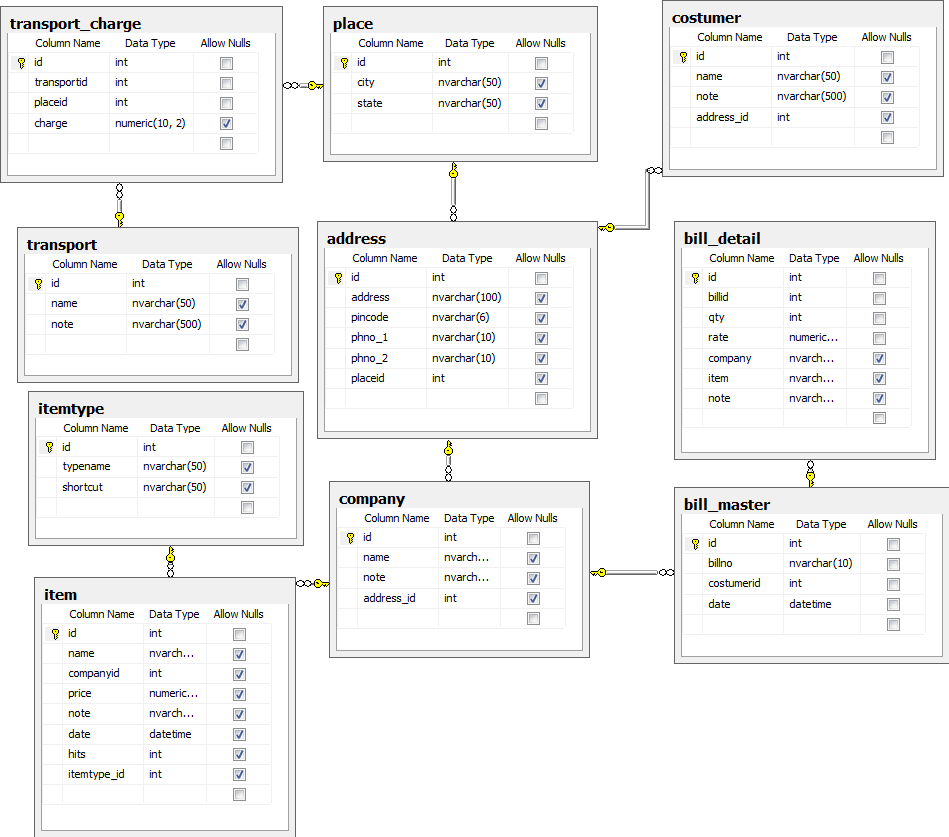 transport_charge
Column Name Data Type Allow Nulls
id int
transportid int
placeid int
charge numeric(10, 2)
place
Column Name Data Type Allow Nulls
id int
city nvarchar(50)
state nvarchar(50)
costumer
Column Name Data Type Allow Nulls
id int
name nvarchar(50)
note nvarchar(500)
address_id int
transport
Column Name Data Type Allow Nulls
id int
name nvarchar(50)
note nvarchar(500)
address
Column Name Data Type Allow Nulls
id int
address nvarchar(100)
pincode nvarchar(6)
phno_1 nvarchar(10)
phno_2 nvarchar(10)
placeid int
bill_detail
Column Name Data Type Allow Nulls
id int
billid int
qty int
rate numeric...
company nvarch...
item nvarch...
note nvarch...
itemtype
Column Name Data Type Allow Nulls
id int
typename nvarchar(50)
shortcut nvarchar(50)
company
Column Name Data Type Allow Nulls
id int
name nvarch...
note nvarch...
address_id int
bill_master
Column Name Data Type Allow Nulls
id int
billno nvarchar(10)
costumerid int
date datetime
item
Column Name Data Type Allow Nulls
id int
name nvarch...
companyid int
price numeric...
note nvarch...
date datetime
hits int
itemtype_id int